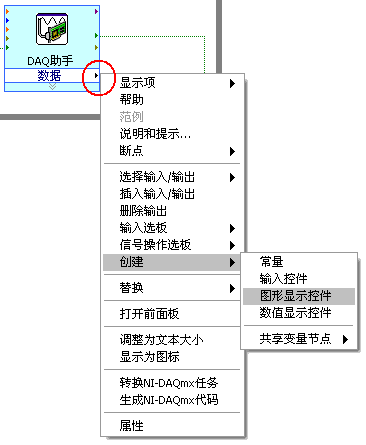 DAQ助手
数据
显示项
帮助
范例
说明和提示...
断点
选择输入/输出
插入输入/输出
删除输出
输入选板
信号操作选板
创建
替换
打开前面板
调整为文本大小
显示为图标
转换NI-DAQmx任务
生成NI-DAQmx代码
属性
常量
输入控件
图形显示控件
数值显示控件
共享变量节点